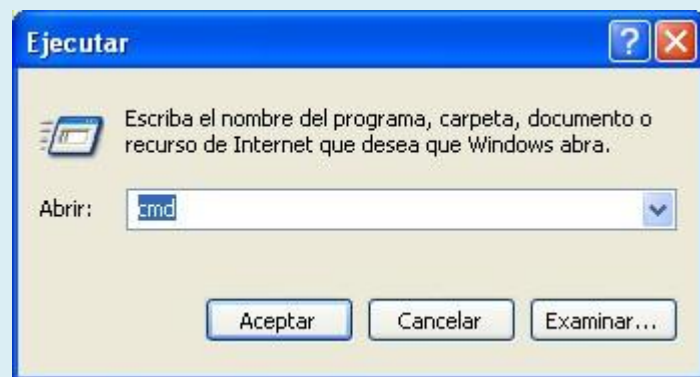 Ejecutar
Escriba el nombre del programa, carpeta, documento o
recurso de Internet que desea que Windows abra.
Abrir: cmd
Aceptar Cancelar Examinar...